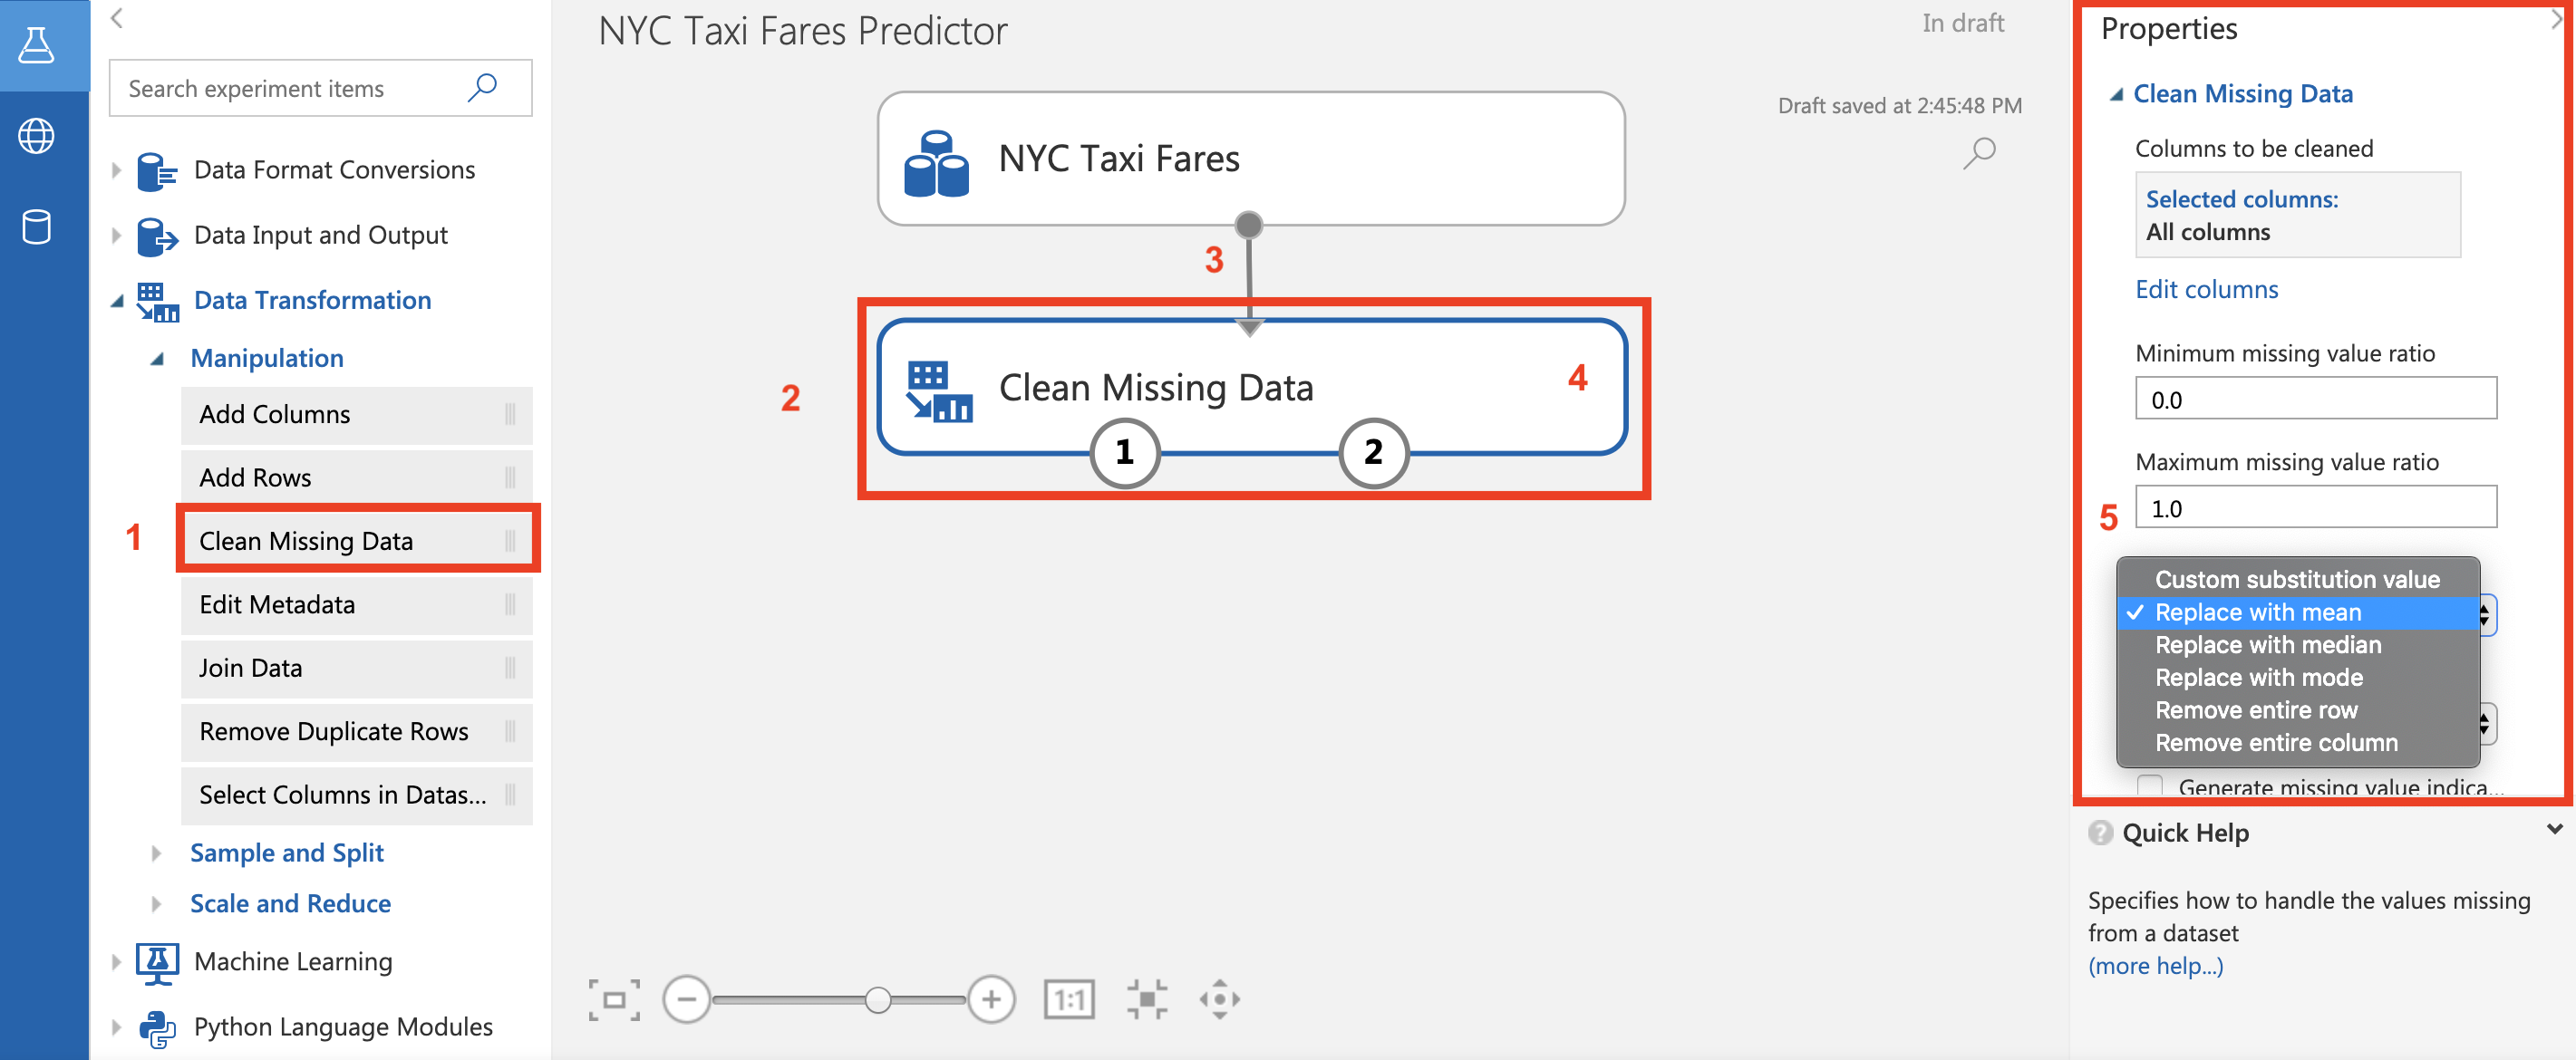 Search experiment items
Data Format Conversions
Data Input and Output
Data Transformation
Manipulation
Add Columns
Add Rows
1
Clean Missing Data
Edit Metadata
Join Data
Remove Duplicate Rows
Select Columns in Datas...
Sample and Split
Scale and Reduce
Machine Learning
Python Language Modules
NYC Taxi Fares Predictor
In draft
Draft saved at 2:45:48 PM
NYC Taxi Fares
3
2
Clean Missing Data
4
1
2
1:1
Properties
Clean Missing Data
Columns to be cleaned
Selected columns:
All columns
Edit columns
Minimum missing value ratio
0.0
Maximum missing value ratio
1.0
5
Custom substitution value
✓ Replace with mean
Replace with median
Replace with mode
Remove entire row
Remove entire column
Generate missing value indica...
? Quick Help
Specifies how to handle the values missing
from a dataset
(more help...)